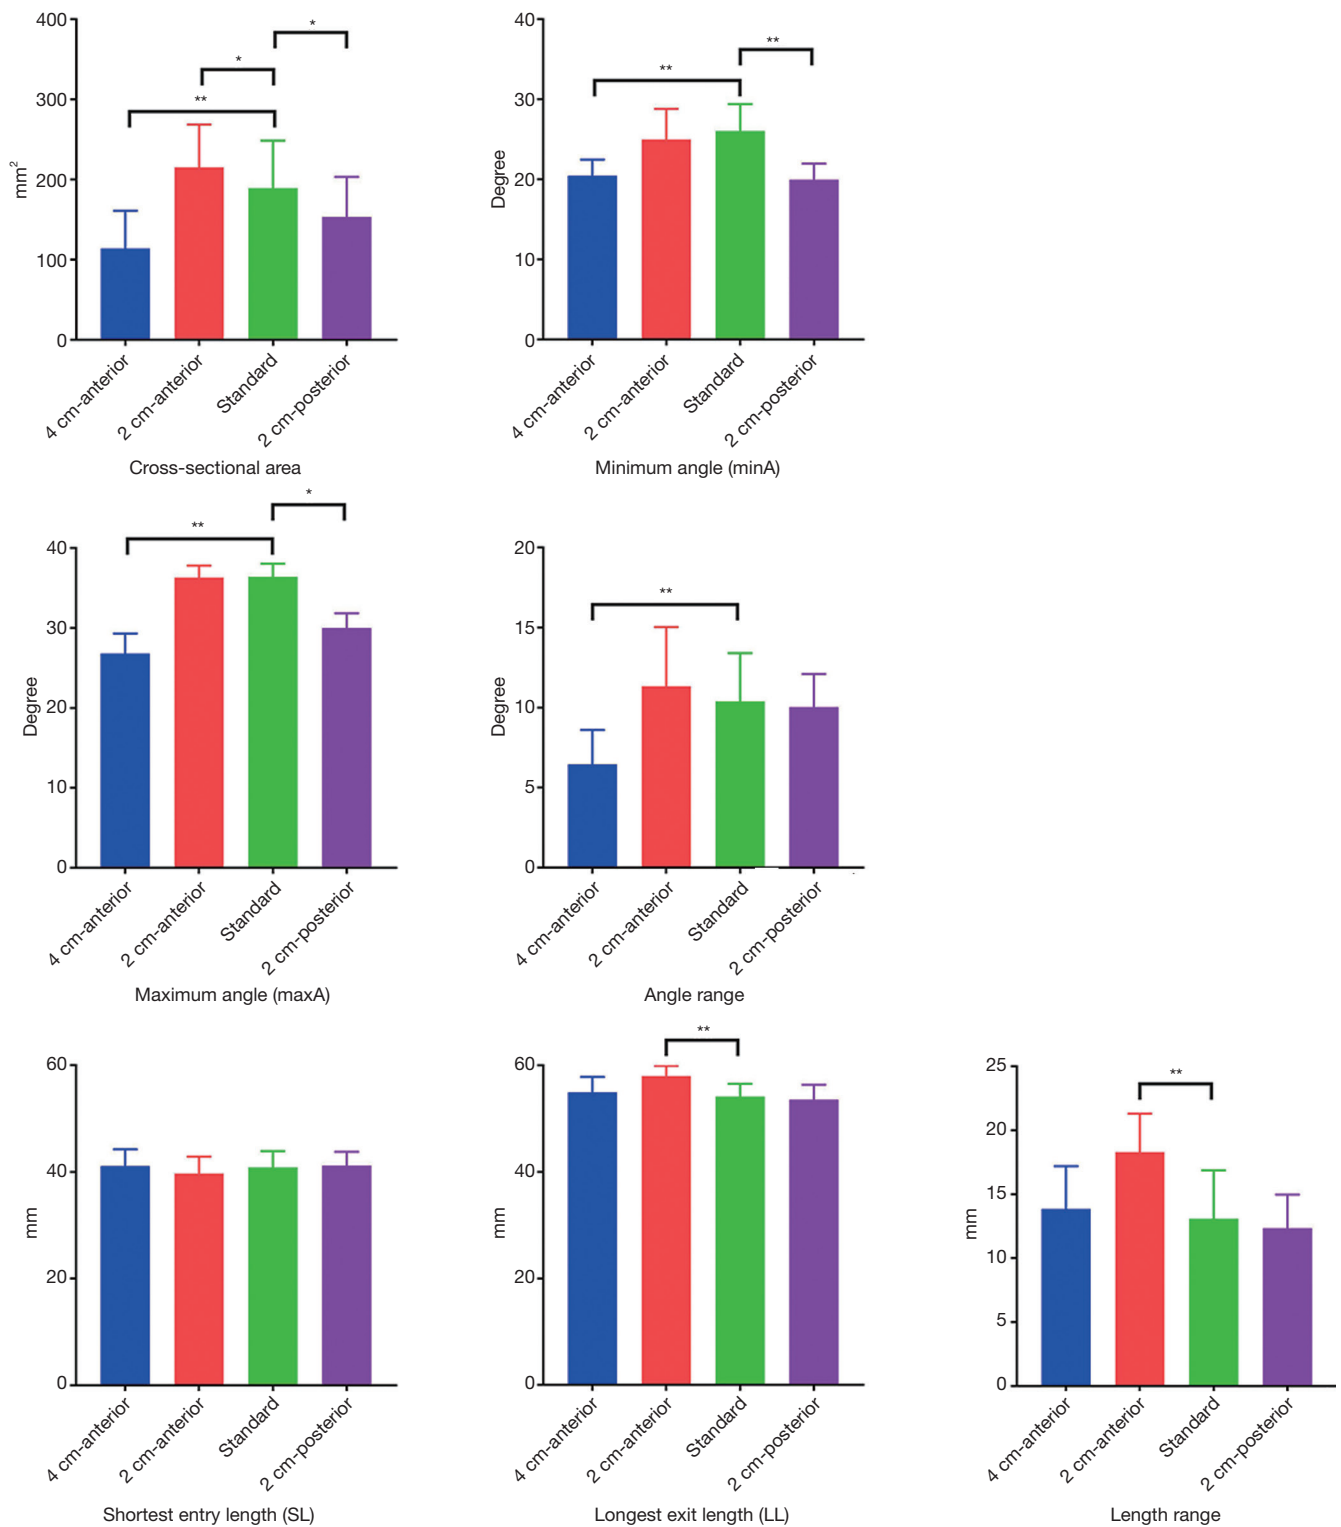 400
300
200
100
0
mm²
*
*
**
4 cm-anterior
2 cm-anterior
Standard
2 cm-posterior
Cross-sectional area
40
30
20
10
0
Degree
**
**
4 cm-anterior
2 cm-anterior
Standard
2 cm-posterior
Minimum angle (minA)
40
30
20
10
0
Degree
*
**
4 cm-anterior
2 cm-anterior
Standard
2 cm-posterior
Maximum angle (maxA)
20
15
10
5
0
Degree
**
4 cm-anterior
2 cm-anterior
Standard
2 cm-posterior
Angle range
60
40
20
0
mm
4 cm-anterior
2 cm-anterior
Standard
2 cm-posterior
Shortest entry length (SL)
60
40
20
0
mm
**
4 cm-anterior
2 cm-anterior
Standard
2 cm-posterior
Longest exit length (LL)
25
20
15
10
5
0
mm
**
4 cm-anterior
2 cm-anterior
Standard
2 cm-posterior
Length range